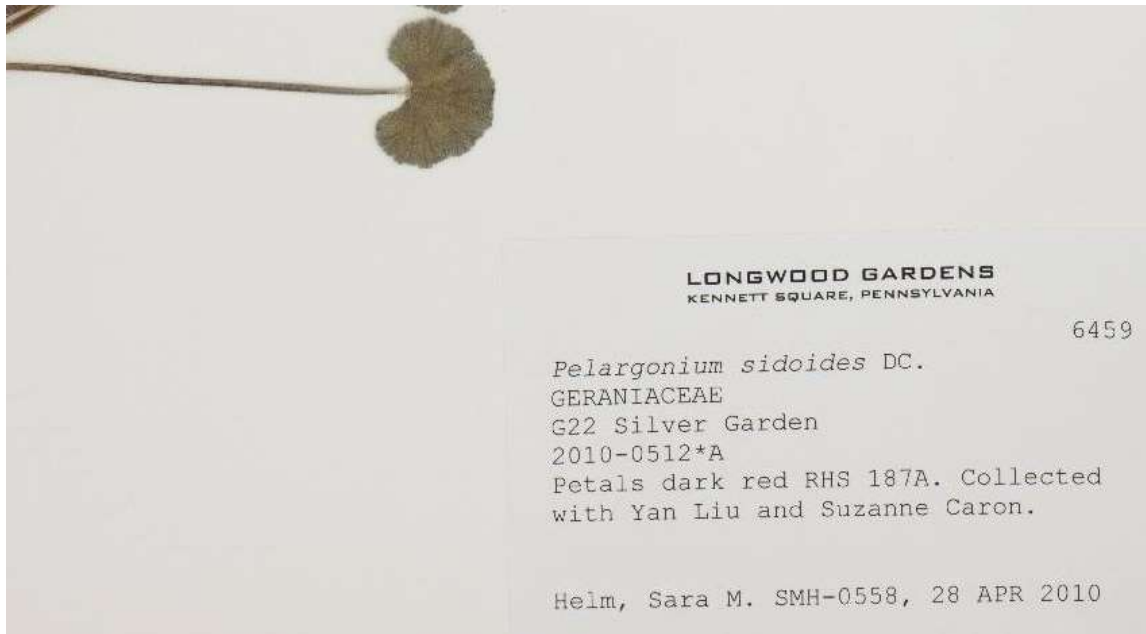 LONGWOOD GARDENS
KENNETT SQUARE, PENNSYLVANIA
6459
Pelargonium sidoides DC.
GERANIACEAE
G22 Silver Garden
2010-0512*A
Petals dark red RHS 187A. Collected
with Yan Liu and Suzanne Caron.
Helm, Sara M. SMH-0558, 28 APR 2010